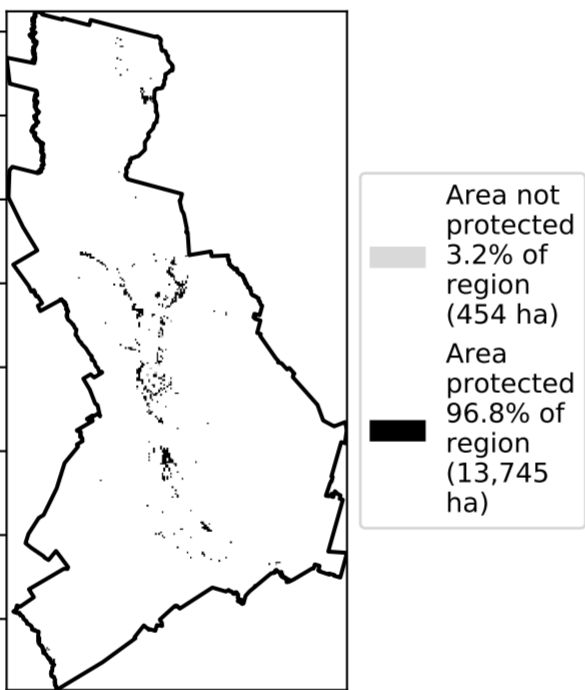 Area not
protected
3.2% of
region
(454 ha)
Area
protected
96.8% of
region
(13,745
ha)